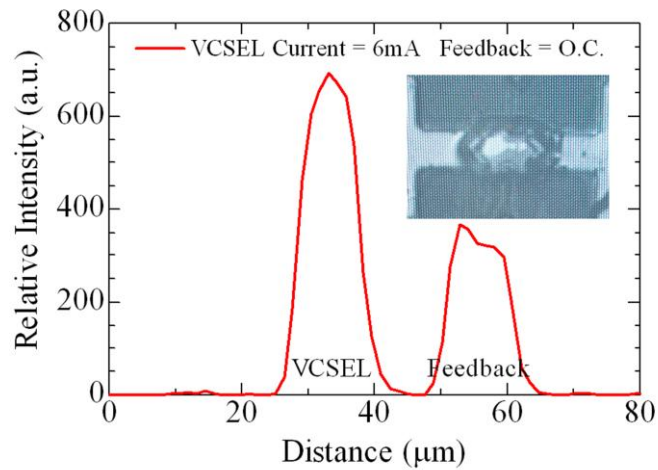 800
VCSEL Current = 6mA Feedback = O.C.
600
400
200
0
VCSEL Feedback
0 20 40 60 80
Relative Intensity (a.u.)
Distance (μm)